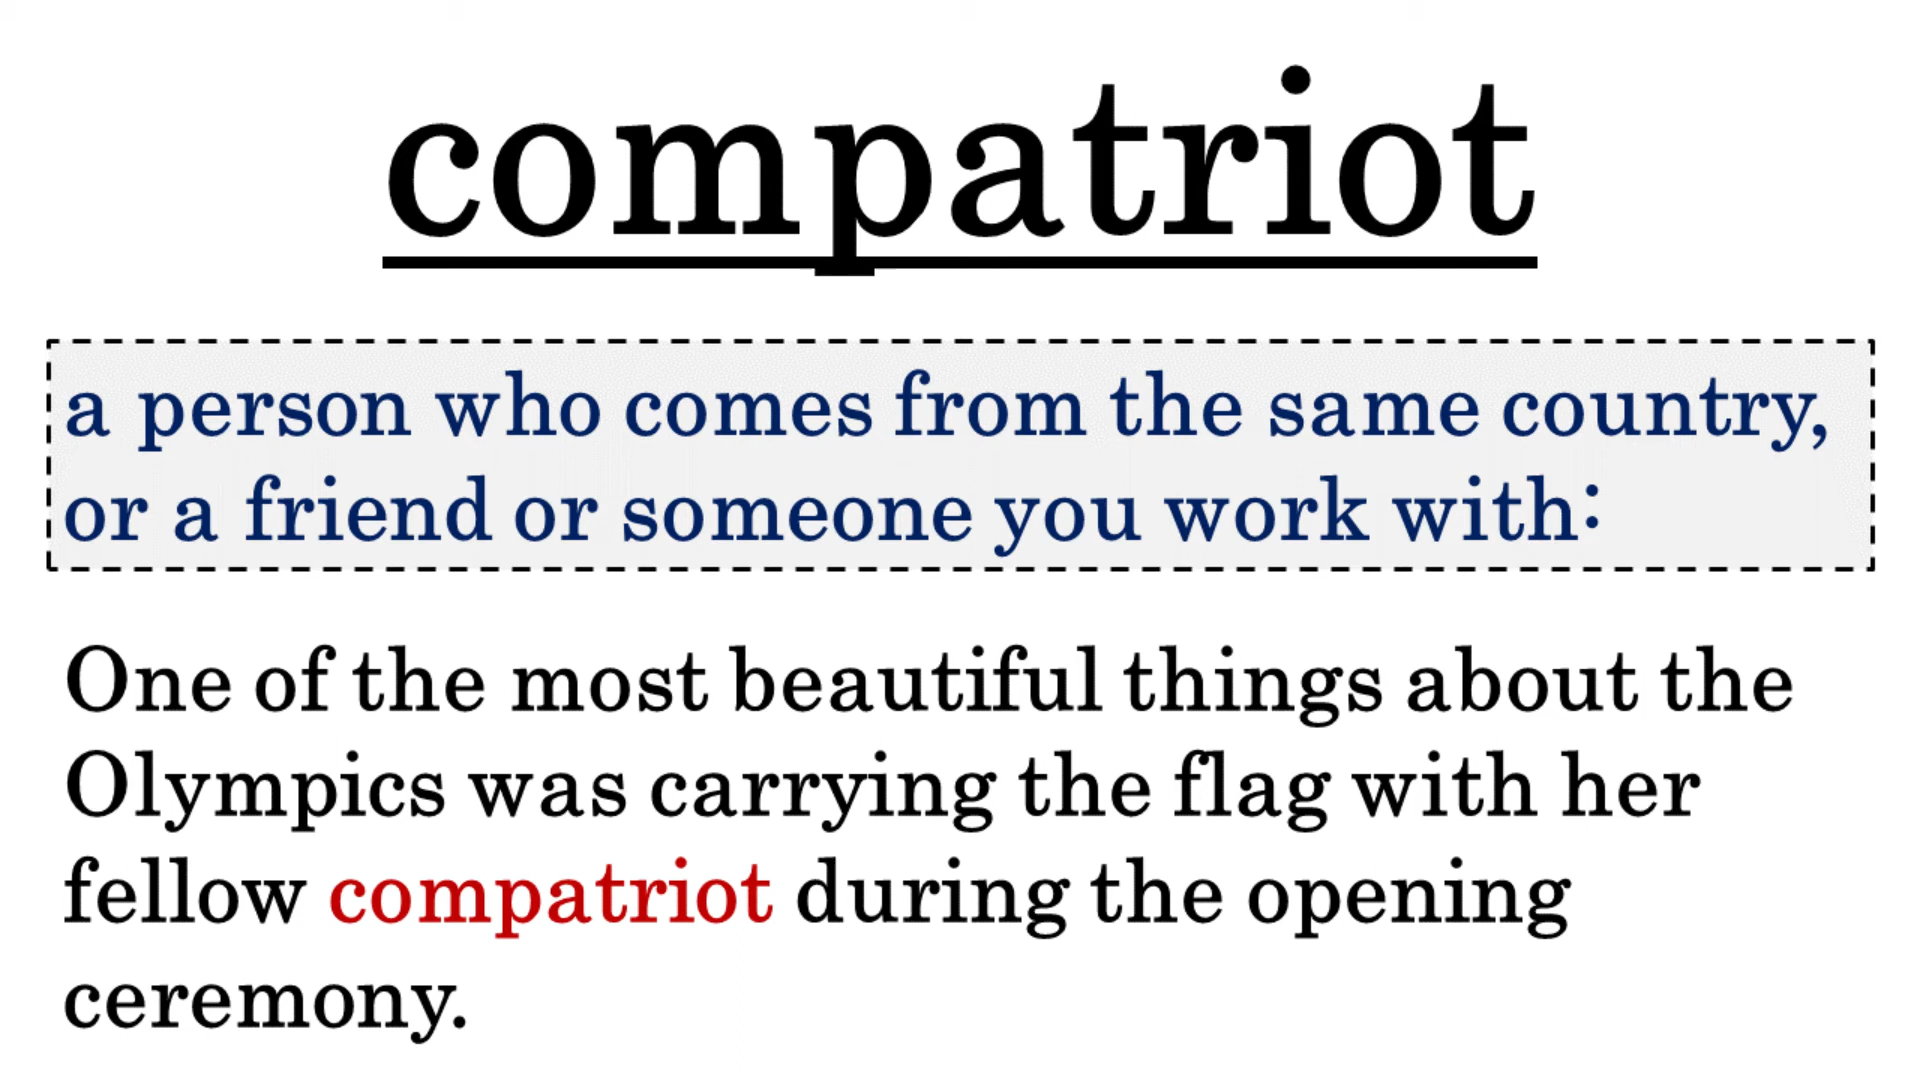 compatriot
a person who comes from the same country,
or a friend or someone you work with:
One of the most beautiful things about the
Olympics was carrying the flag with her
fellow compatriot during the opening
ceremony.